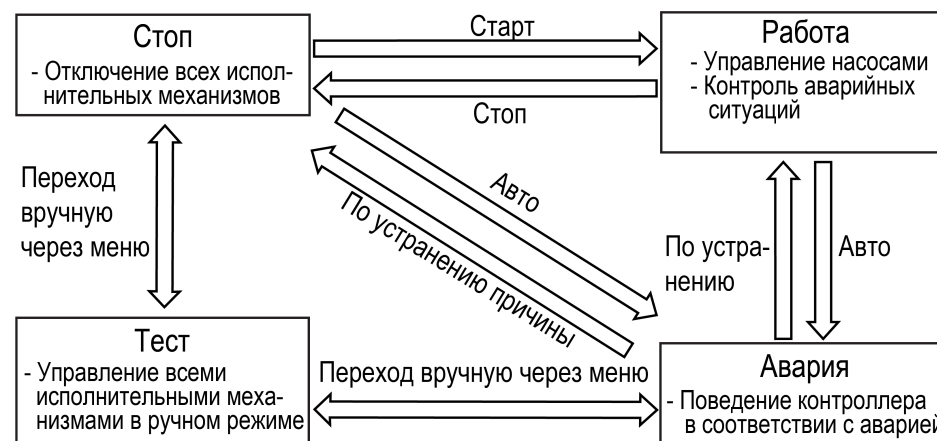 Стоп
- Отключение всех испол-
нительных механизмов
Старт
Стоп
Работа
- Управление насосами
- Контроль аварийных
ситуаций
Переход
вручную
через меню
Авто
По устранению причины
По устра-
нению
Авто
Тест
- Управление всеми
исполнительными меха-
низмами в ручном режиме
Переход вручную через меню
Авария
- Поведение контроллера
в соответствии с аварией